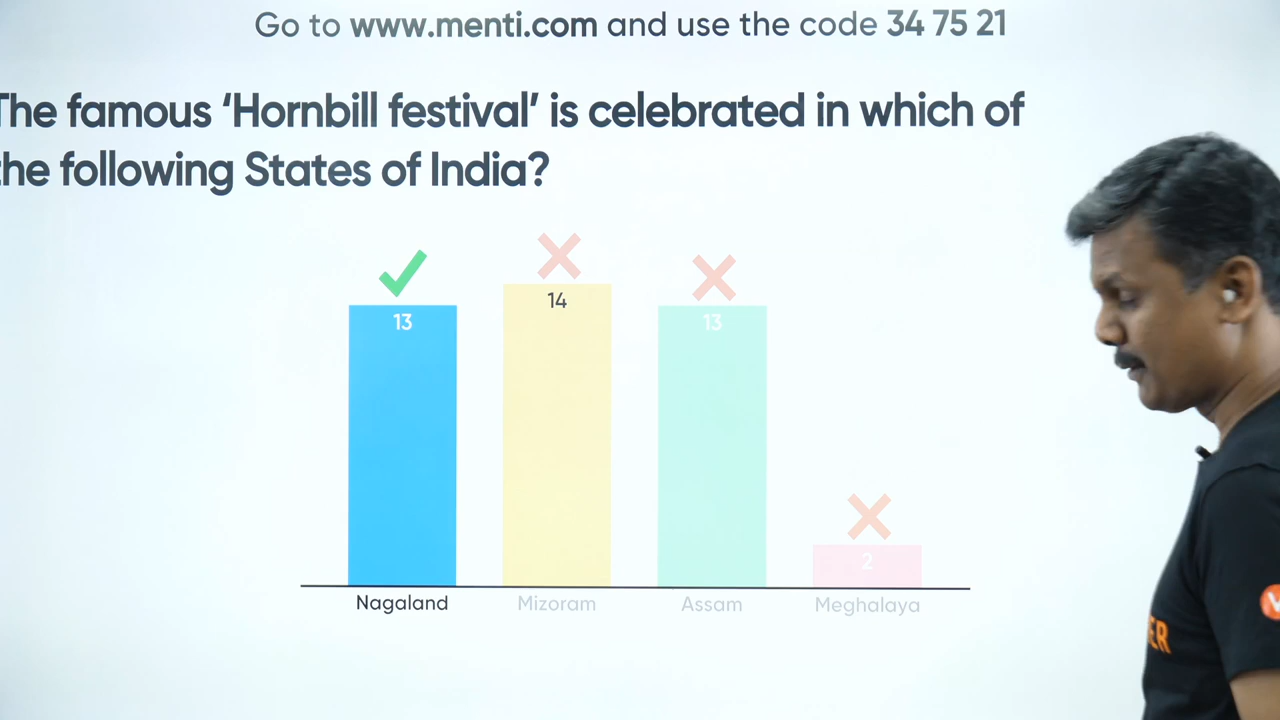 Go to www.menti.com and use the code 34 75 21
The famous ‘Hornbill festival’ is celebrated in which of
the following States of India?
13
14
13
2
Nagaland
Mizoram
Assam
Meghalaya
ER